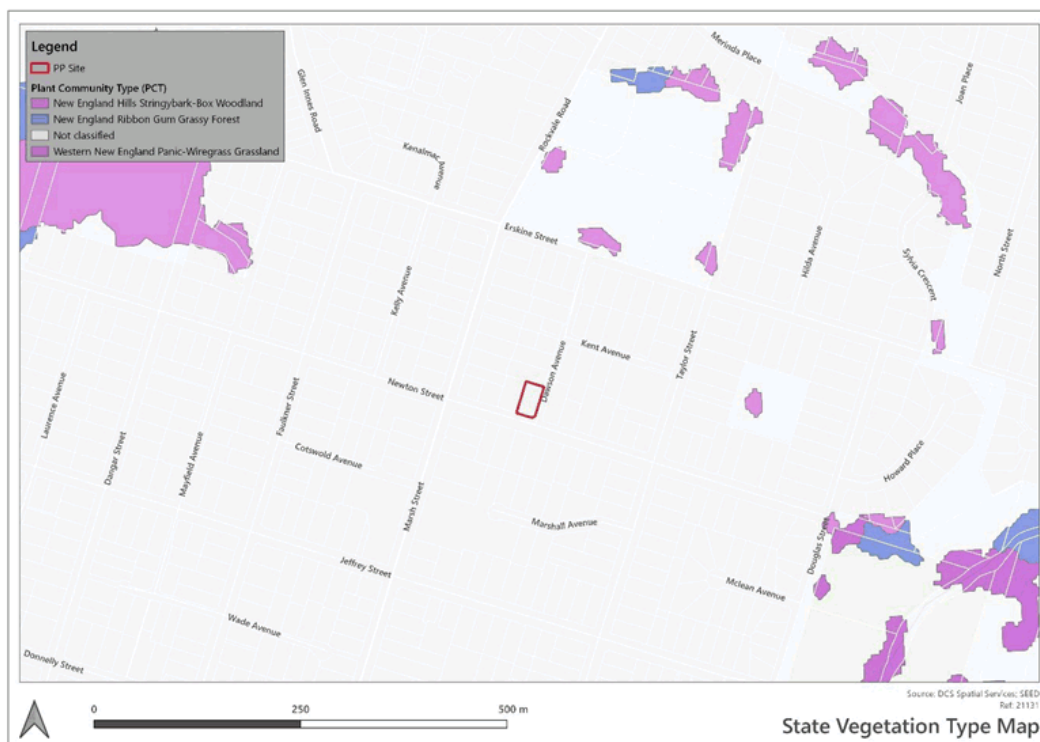 Legend
PP Site
Plant Community Type (PCT)
New England Hills Stringybark-Box Woodland
New England Ribbon Gum Grassy Forest
Not classified
Western New England Panic-Wiregrass Grassland
Merinda Place
Joan Place
Glen Innes Road
Rockvale Road
Kenalmac
Avenue
Erskine Street
Hilda Avenue
North Street
Sylvia Crescent
Kelly Avenue
Kent Avenue
Taylor Street
Dawson Avenue
Newton Street
Laurence Avenue
Faulkner Street
Dangar Street
Mayfield Avenue
Cotswold Avenue
Howard Place
Marsh Street
Marshall Avenue
Douglas Street
Jeffrey Street
Mclean Avenue
Wade Avenue
Donnelly Street
0 250 500 m
Source: DCS Spatial Services; SEED
Ref: 21131
State Vegetation Type Map